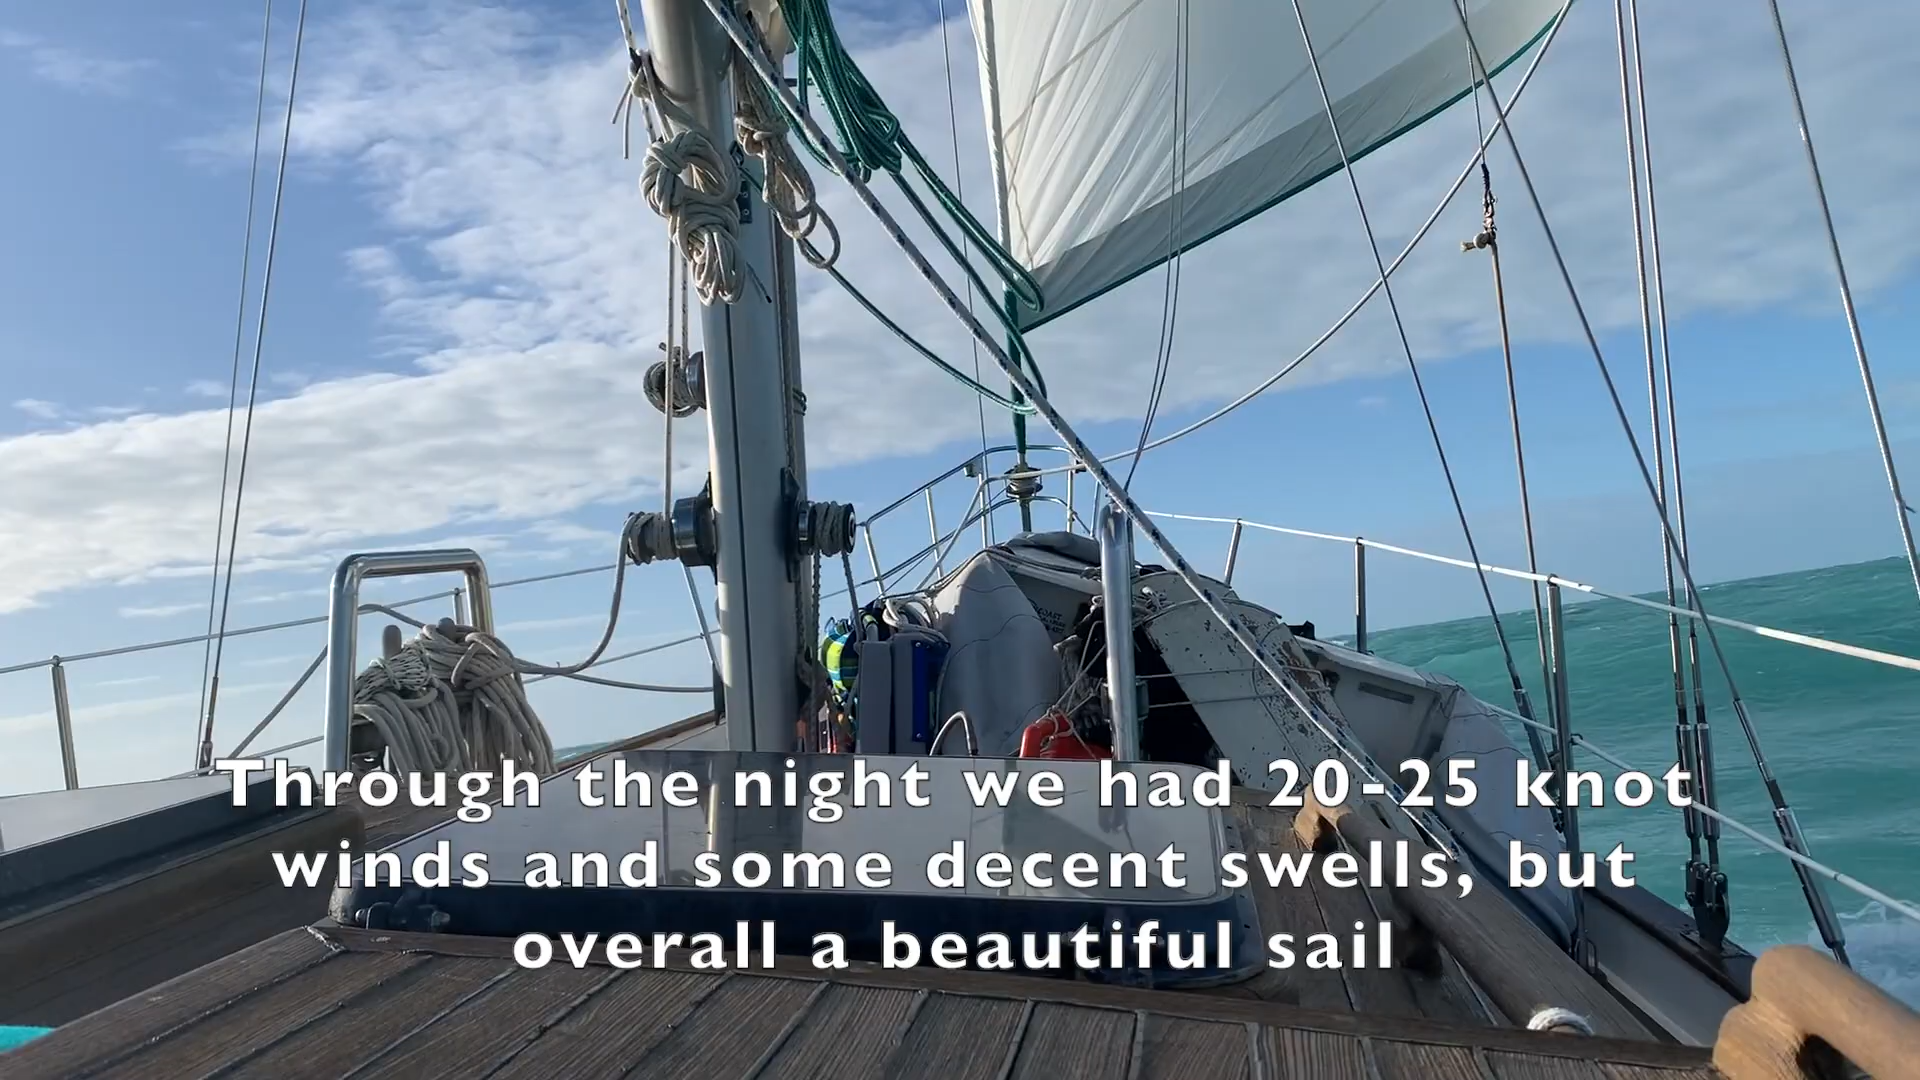 Through the night we had 20-25 knot
winds and some decent swells, but
overall a beautiful sail